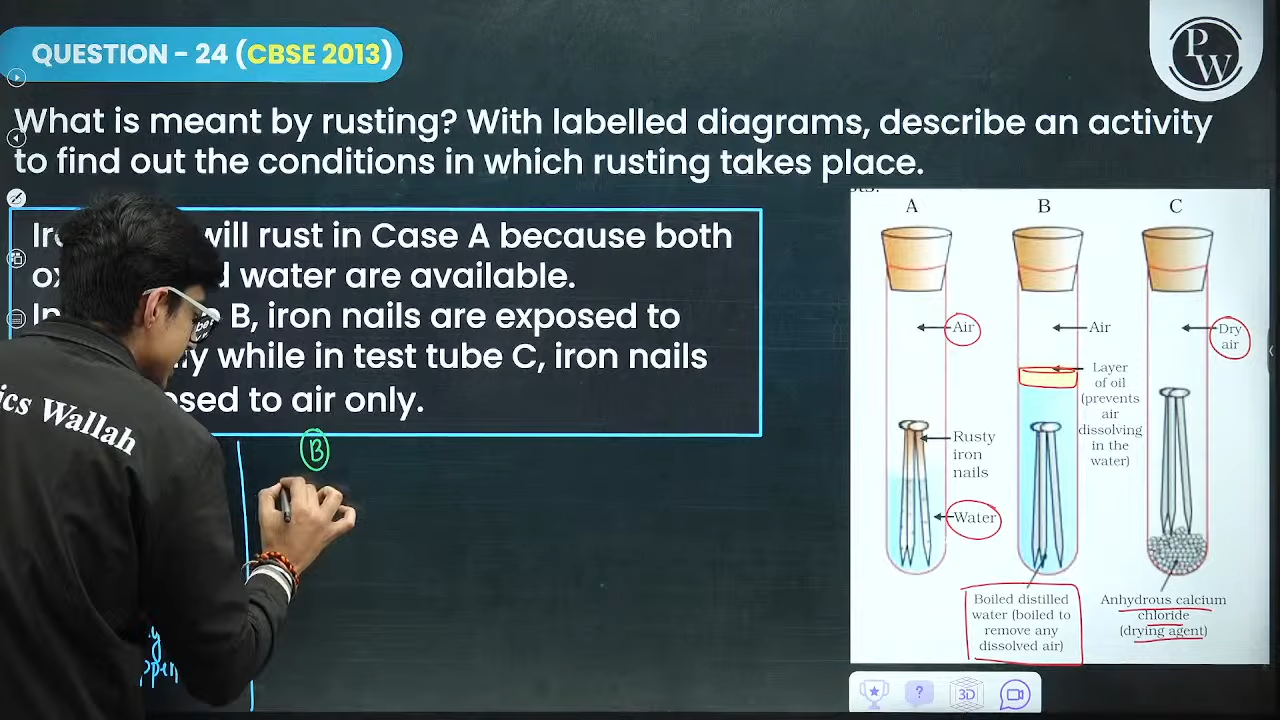 QUESTION - 24 (CBSE 2013)
PW
What is meant by rusting? With labelled diagrams, describe an activity
to find out the conditions in which rusting takes place.
will rust in Case A because both
water are available.
B, iron nails are exposed to
while in test tube C, iron nails
to air only.
ics Wallah
B
A B C
Air
Air
Dry
air
Layer
of oil
(prevents
air
dissolving
in the
water)
Rusty
iron
nails
Water
Boiled distilled
water (boiled to
remove any
dissolved air)
Anhydrous calcium
chloride
(drying agent)
3D